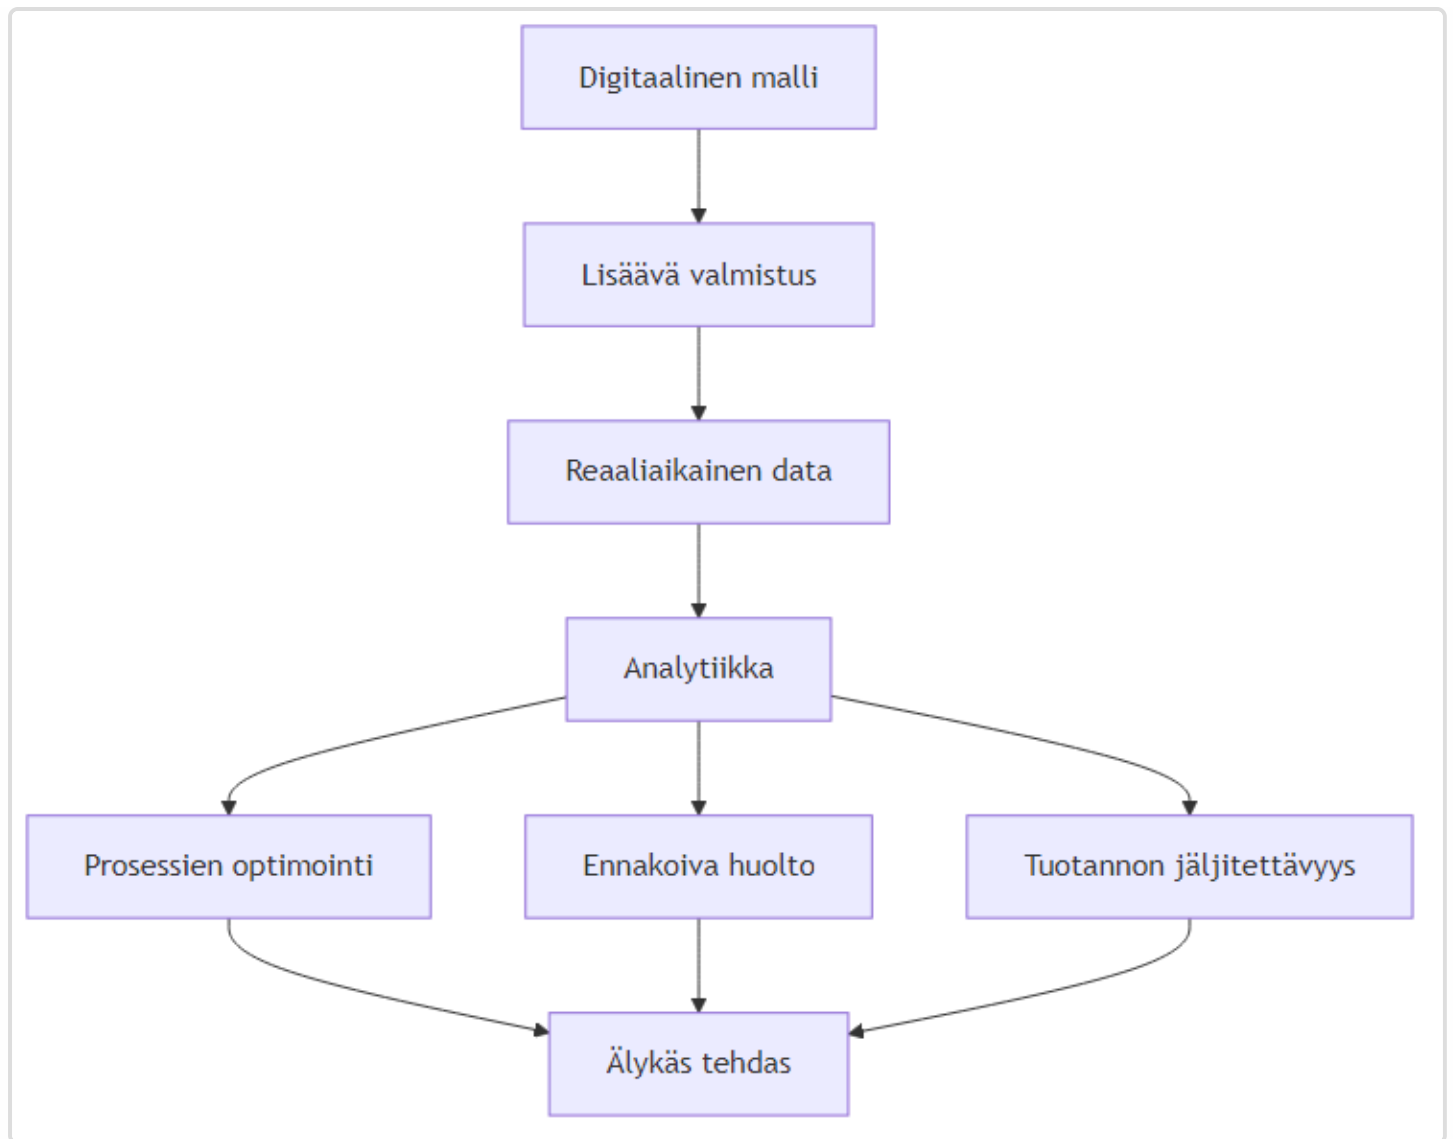 Digitaalinen malli
Lisäävä valmistus
Reaaliaikainen data
Analytiikka
Prosessien optimointi
Ennakoiva huolto
Tuotannon jäljitettävyys
Älykäs tehdas